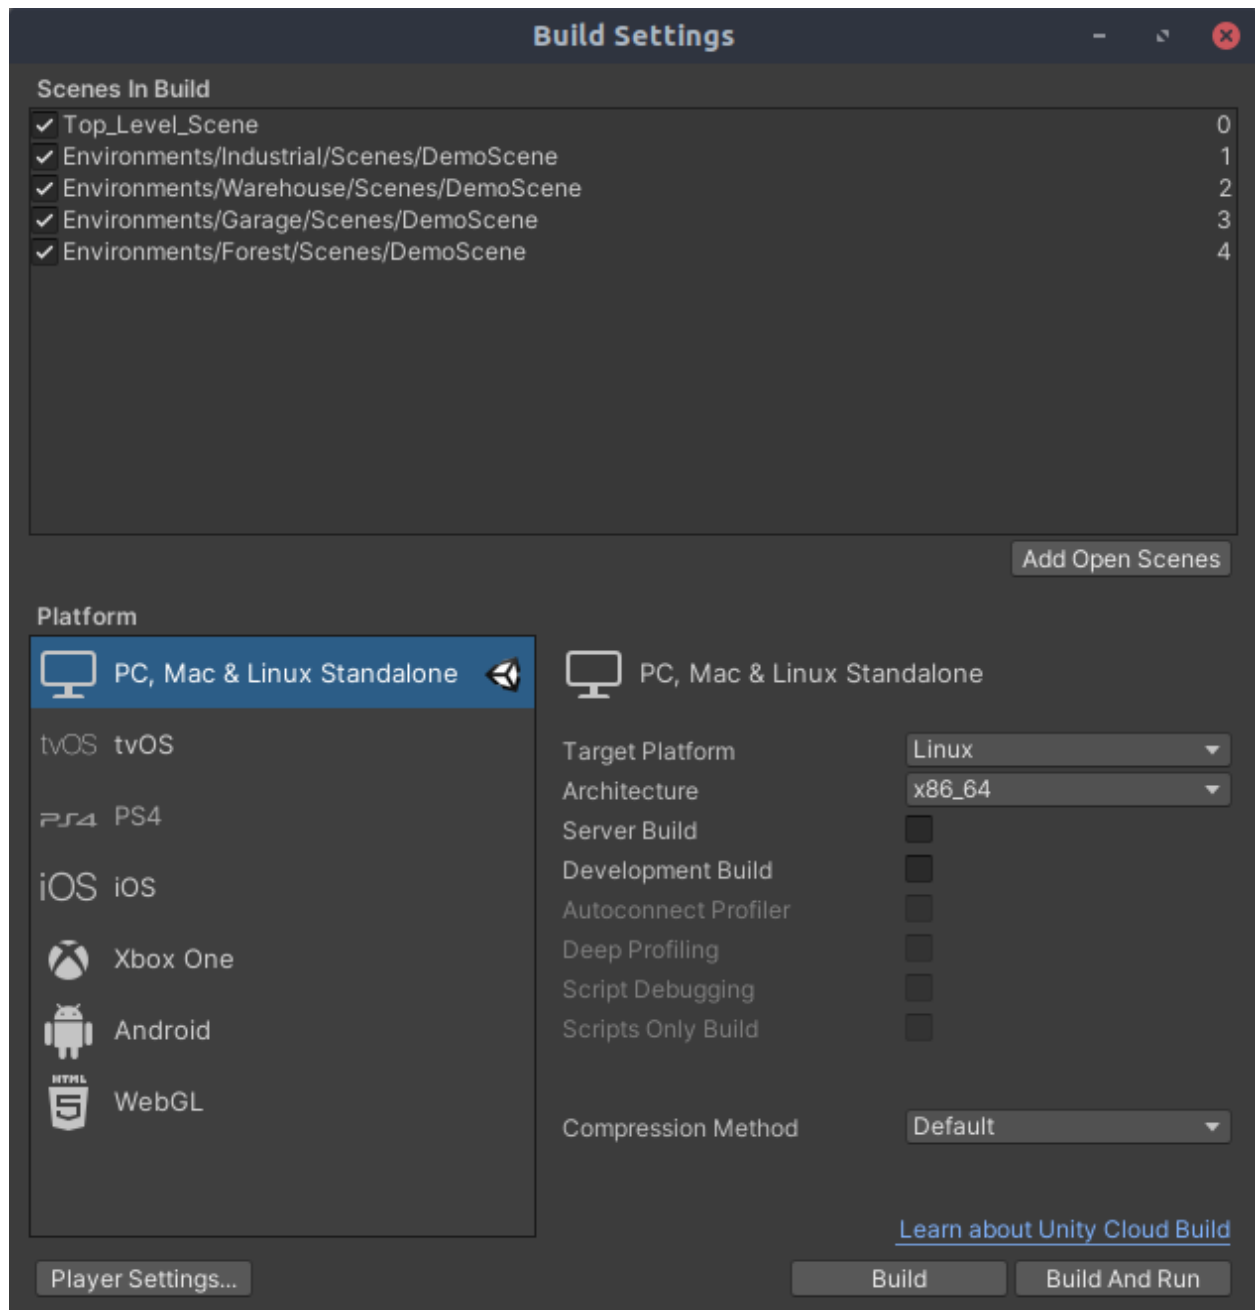 Build Settings
Scenes In Build
Top_Level_Scene 0
Environments/Industrial/Scenes/DemoScene 1
Environments/Warehouse/Scenes/DemoScene 2
Environments/Garage/Scenes/DemoScene 3
Environments/Forest/Scenes/DemoScene 4
Add Open Scenes
Platform
PC, Mac & Linux Standalone
tvOS tvOS
PS4 PS4
iOS iOS
Xbox One
Android
HTML 5 WebGL
PC, Mac & Linux Standalone
Target Platform Linux
Architecture x86_64
Server Build
Development Build
Autoconnect Profiler
Deep Profiling
Script Debugging
Scripts Only Build
Compression Method Default
Learn about Unity Cloud Build
Player Settings...
Build
Build And Run